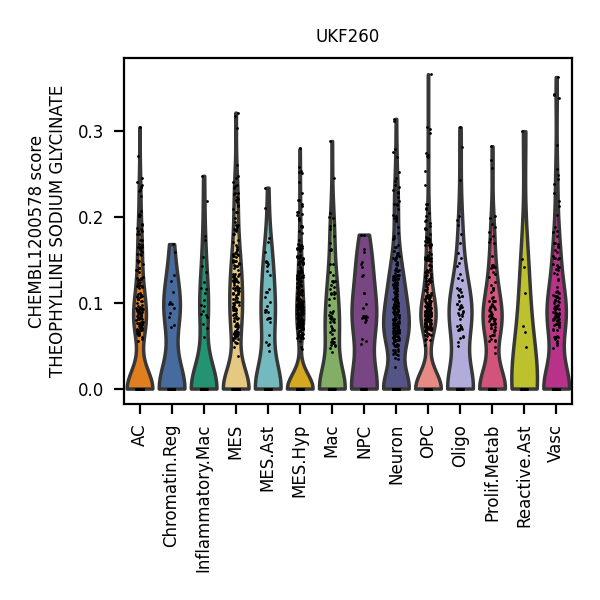 UKF260
CHEMBL1200578 score
THEOPHYLLINE SODIUM GLYCINATE
0.3
0.2
0.1
0.0
AC
Chromatin.Reg
Inflammatory.Mac
MES
MES.Ast
MES.Hyp
Mac
NPC
Neuron
OPC
Oligo
Prolif.Metab
Reactive.Ast
Vasc